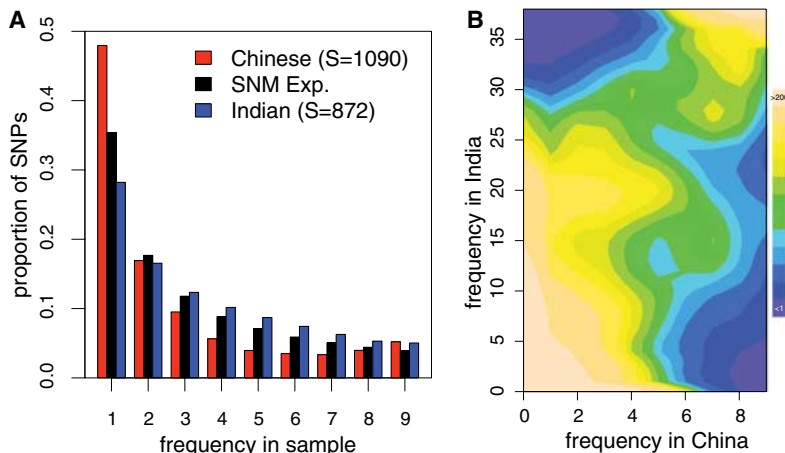 A
proportion of SNPs
0.5
0.4
0.3
0.2
0.1
0.0
Chinese (S=1090)
SNM Exp.
Indian (S=872)
1 2 3 4 5 6 7 8 9
frequency in sample
B
frequency in India
35
30
25
20
15
10
5
0
0 2 4 6 8
frequency in China
>200
<1